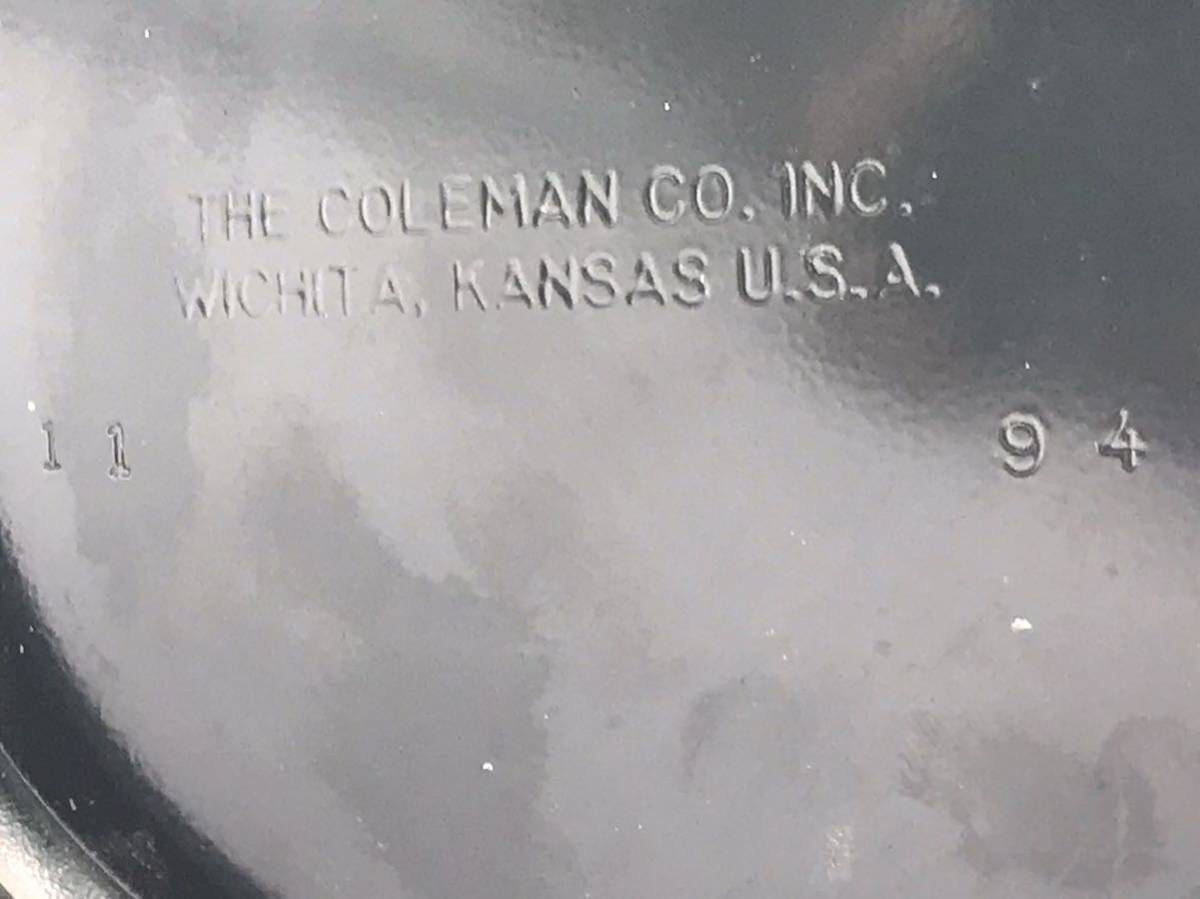 THE COLEMAN CO. INC.
WICHITA, KANSAS U.S.A.
11 94